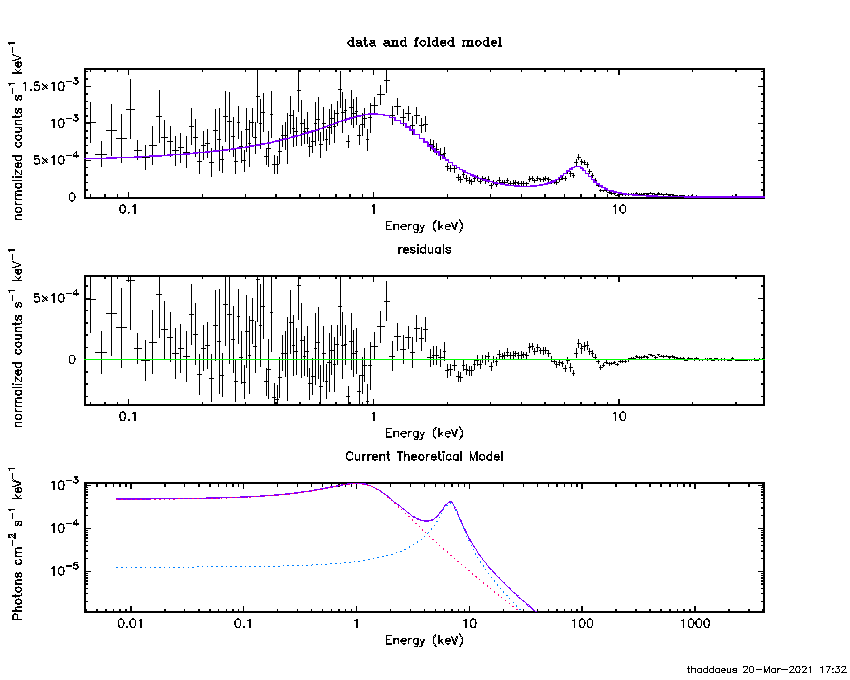 data and folded model
normalized counts s⁻¹ keV⁻¹
1.5×10⁻³
10⁻³
5×10⁻⁴
0
0.1 1 10
Energy (keV)
residuals
normalized counts s⁻¹ keV⁻¹
5×10⁻⁴
0
0.1 1 10
Energy (keV)
Current Theoretical Model
Photons cm⁻² s⁻¹ keV⁻¹
10⁻³
10⁻⁴
10⁻⁵
0.01 0.1 1 10 100 1000
Energy (keV)
thaddaeus 20-Mar-2021 17:32